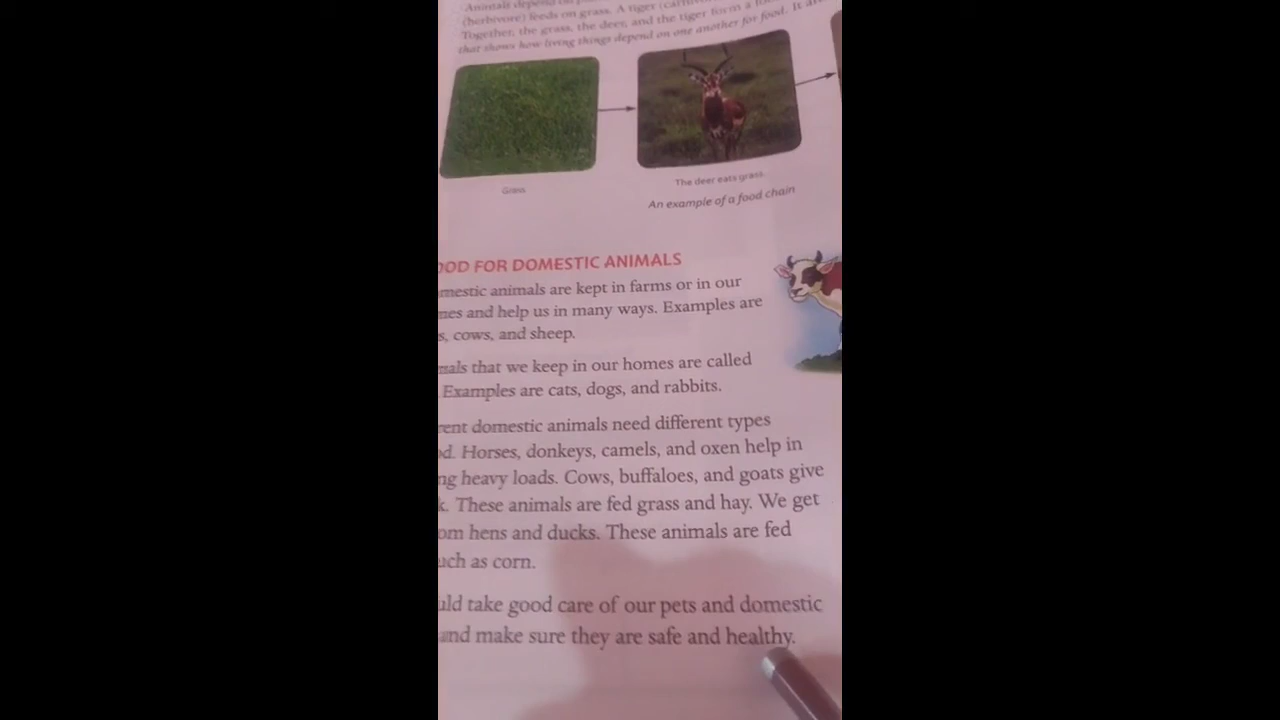 Animals depend on
(herbivore) feeds on grass. A tiger
Together, the grass, the deer, and the tiger form a
that shows how living things depend on one another for food. It
Grass
The deer eats grass
An example of a food chain
OOD FOR DOMESTIC ANIMALS
mestic animals are kept in farms or in our
mes and help us in many ways. Examples are
s, cows, and sheep.
mals that we keep in our homes are called
. Examples are cats, dogs, and rabbits.
rent domestic animals need different types
od. Horses, donkeys, camels, and oxen help in
ng heavy loads. Cows, buffaloes, and goats give
k. These animals are fed grass and hay. We get
om hens and ducks. These animals are fed
uch as corn.
uld take good care of our pets and domestic
and make sure they are safe and healthy.